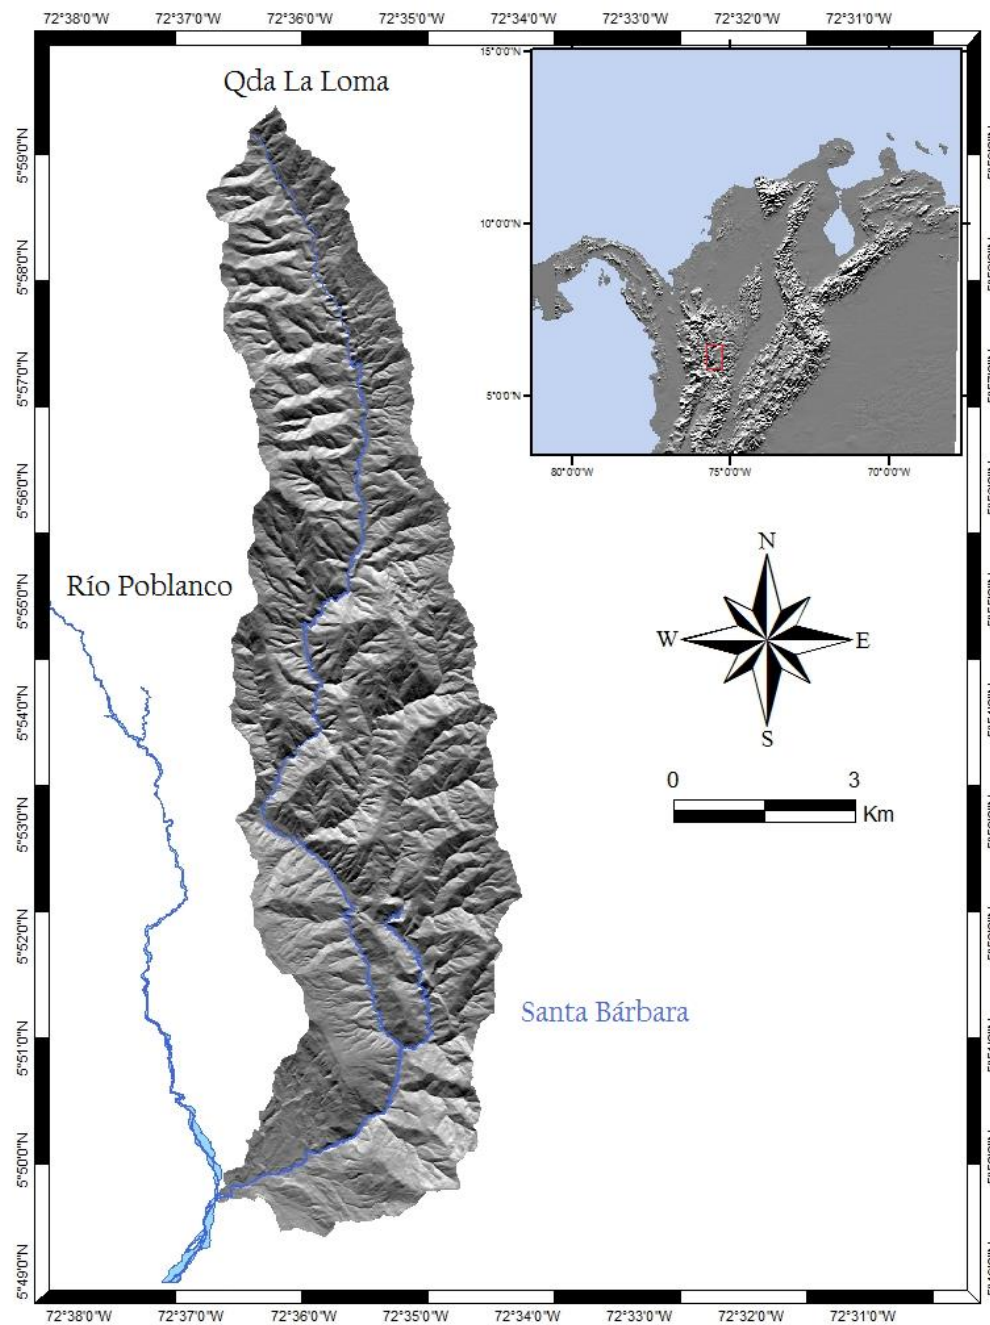 72°38'0"W 72°37'0"W 72°36'0"W 72°35'0"W 72°34'0"W 72°33'0"W 72°32'0"W 72°31'0"W
Qda La Loma
15°0'0"N
10°0'0"N
5°0'0"N
80°0'0"W 75°0'0"W 70°0'0"W
5°59'0"N
5°58'0"N
5°57'0"N
5°56'0"N
5°55'0"N
5°54'0"N
5°53'0"N
5°52'0"N
5°51'0"N
5°50'0"N
5°49'0"N
Río Poblanco
N
W E
S
0 3
Km
Santa Bárbara
72°38'0"W 72°37'0"W 72°36'0"W 72°35'0"W 72°34'0"W 72°33'0"W 72°32'0"W 72°31'0"W